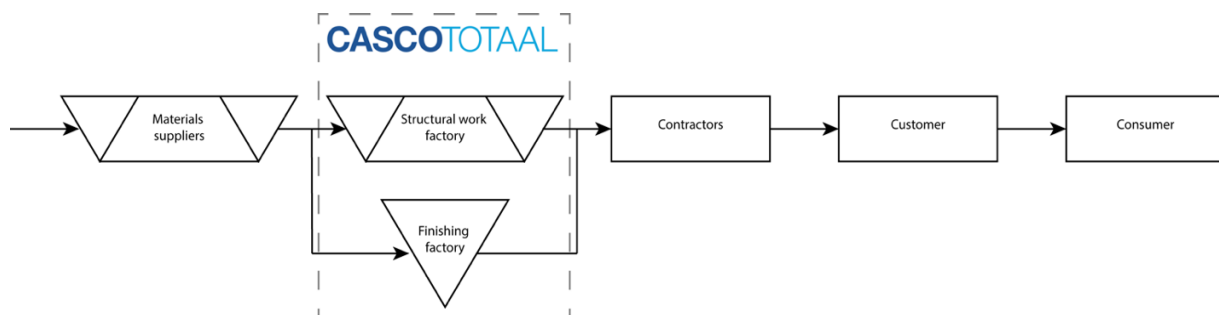 CASCOTOTAAL
Materials
suppliers
Structural work
factory
Contractors
Customer
Consumer
Finishing
factory